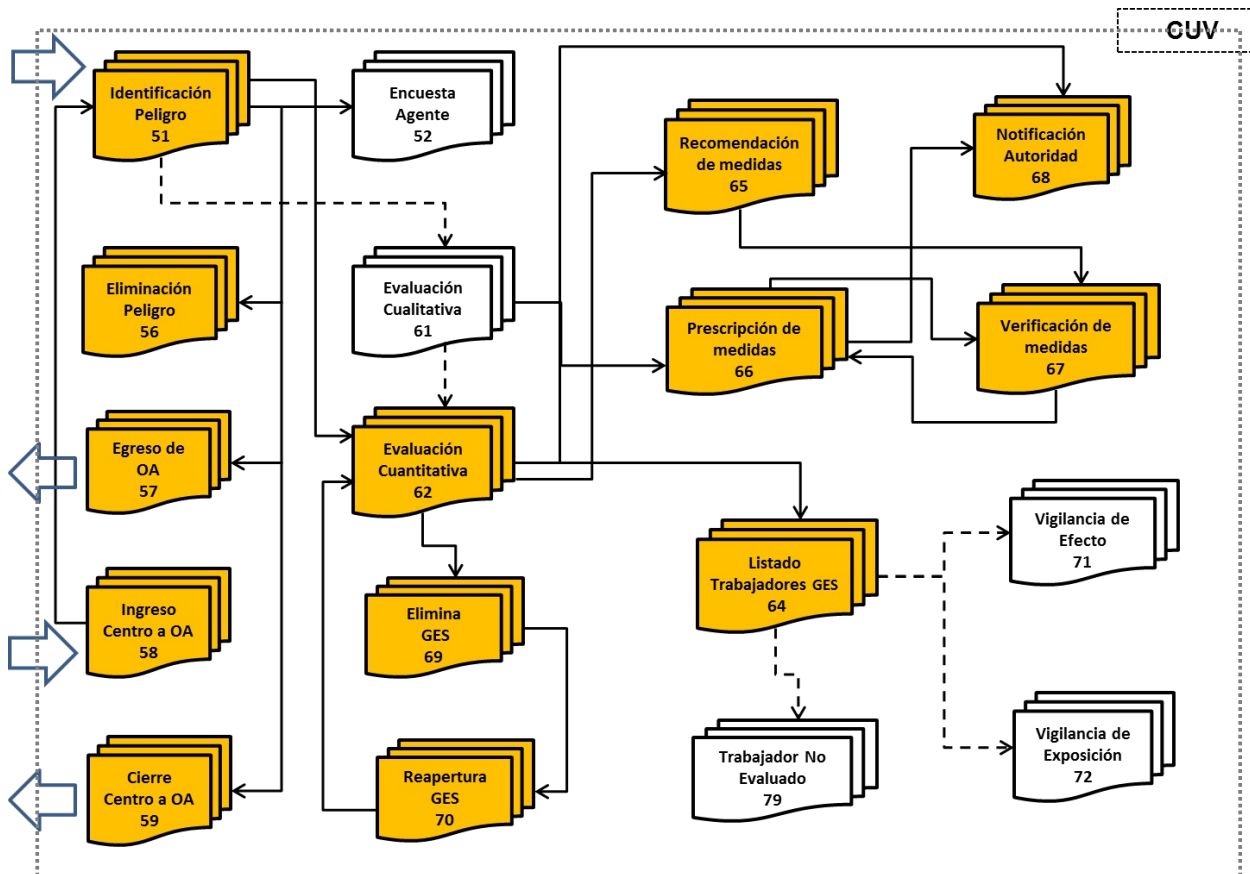 CUV
Identificación
Peligro
51
Encuesta
Agente
52
Recomendación
de medidas
65
Notificación
Autoridad
68
Eliminación
Peligro
56
Evaluación
Cualitativa
61
Prescripción de
medidas
66
Verificación de
medidas
67
Egreso de
OA
57
Evaluación
Cuantitativa
62
Vigilancia de
Efecto
71
Listado
Trabajadores GES
64
Ingreso
Centro a OA
58
Elimina
GES
69
Cierre
Centro a OA
59
Reapertura
GES
70
Trabajador No
Evaluado
79
Vigilancia de
Exposición
72